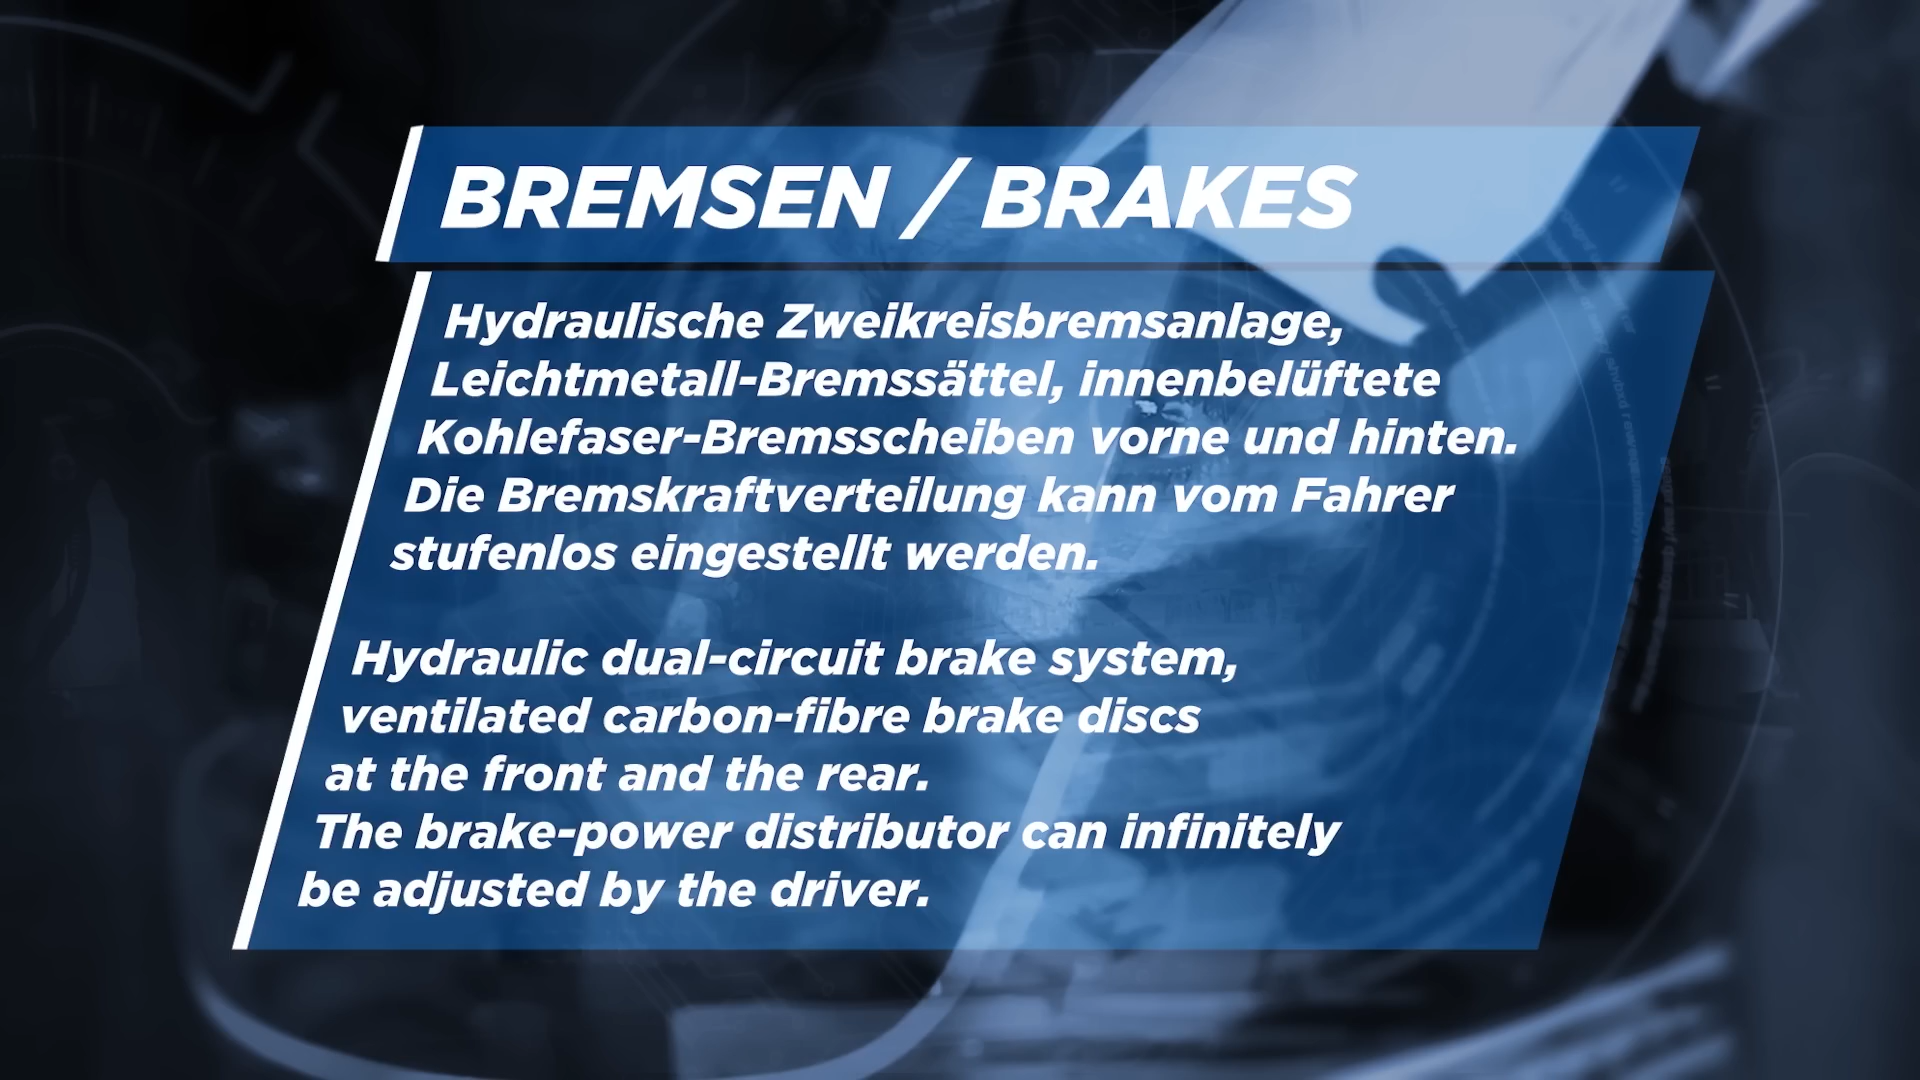 BREMSEN / BRAKES
Hydraulische Zweikreisbremsanlage,
Leichtmetall-Bremssättel, innenbelüftete
Kohlefaser-Bremsscheiben vorne und hinten.
Die Bremskraftverteilung kann vom Fahrer
stufenlos eingestellt werden.
Hydraulic dual-circuit brake system,
ventilated carbon-fibre brake discs
at the front and the rear.
The brake-power distributor can infinitely
be adjusted by the driver.